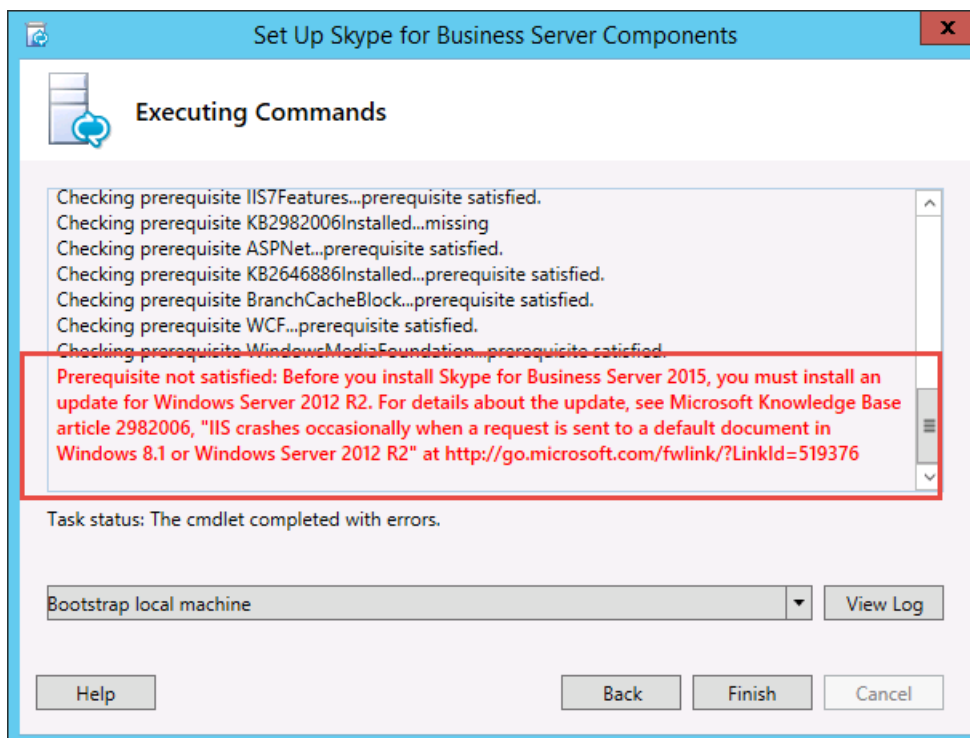 Set Up Skype for Business Server Components
x
Executing Commands
Checking prerequisite IIS7Features...prerequisite satisfied.
Checking prerequisite KB2982006Installed...missing
Checking prerequisite ASPNet...prerequisite satisfied.
Checking prerequisite KB2646886Installed...prerequisite satisfied.
Checking prerequisite BranchCacheBlock...prerequisite satisfied.
Checking prerequisite WCF...prerequisite satisfied.
Checking prerequisite WindowsMediaFoundation...prerequisite satisfied.
Prerequisite not satisfied: Before you install Skype for Business Server 2015, you must install an
update for Windows Server 2012 R2. For details about the update, see Microsoft Knowledge Base
article 2982006, "IIS crashes occasionally when a request is sent to a default document in
Windows 8.1 or Windows Server 2012 R2" at http://go.microsoft.com/fwlink/?LinkId=519376
Task status: The cmdlet completed with errors.
Bootstrap local machine
View Log
Help
Back
Finish
Cancel